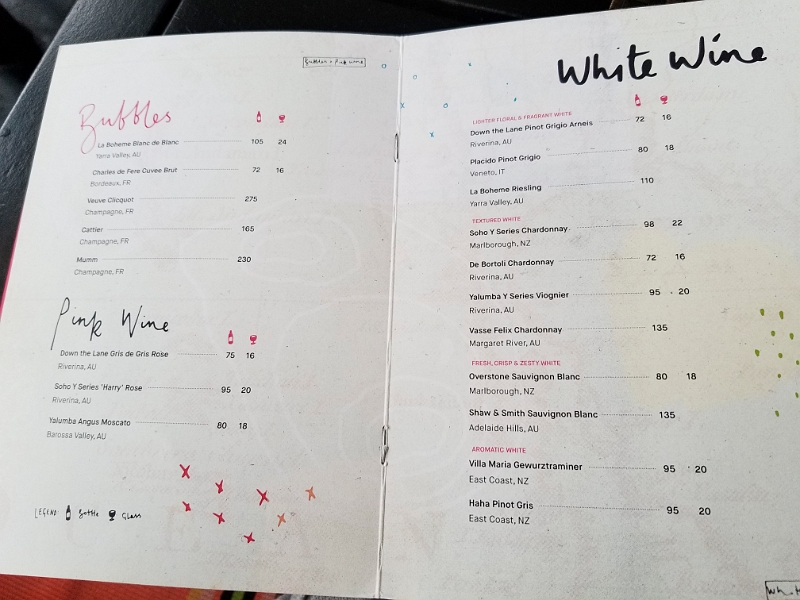 Bubbles + Pink Wine
Bubbles
La Boheme Blanc de Blanc 105 24
Yarra Valley, AU
Charles de Fere Cuvee Brut 72 16
Bordeaux, FR
Veuve Clicquot 275
Champagne, FR
Cattier 165
Champagne, FR
Mumm 230
Champagne, FR
Pink Wine
Down the Lane Gris de Gris Rose 75 16
Riverina, AU
Soho Y Series 'Harry' Rose 95 20
Riverina, AU
Yalumba Angus Moscato 80 18
Barossa Valley, AU
LEGEND Bottle Glass
White Wine
LIGHTER FLORAL & FRAGRANT WHITE
Down the Lane Pinot Grigio Arneis 72 16
Riverina, AU
Placido Pinot Grigio 80 18
Veneto, IT
La Boheme Riesling 110
Yarra Valley, AU
TEXTURED WHITE
Soho Y Series Chardonnay 98 22
Marlborough, NZ
De Bortoli Chardonnay 72 16
Riverina, AU
Yalumba Y Series Viognier 95 20
Riverina, AU
Vasse Felix Chardonnay 135
Margaret River, AU
FRESH, CRISP & ZESTY WHITE
Overstone Sauvignon Blanc 80 18
Marlborough, NZ
Shaw & Smith Sauvignon Blanc 135
Adelaide Hills, AU
AROMATIC WHITE
Villa Maria Gewurztraminer 95 20
East Coast, NZ
Haha Pinot Gris 95 20
East Coast, NZ